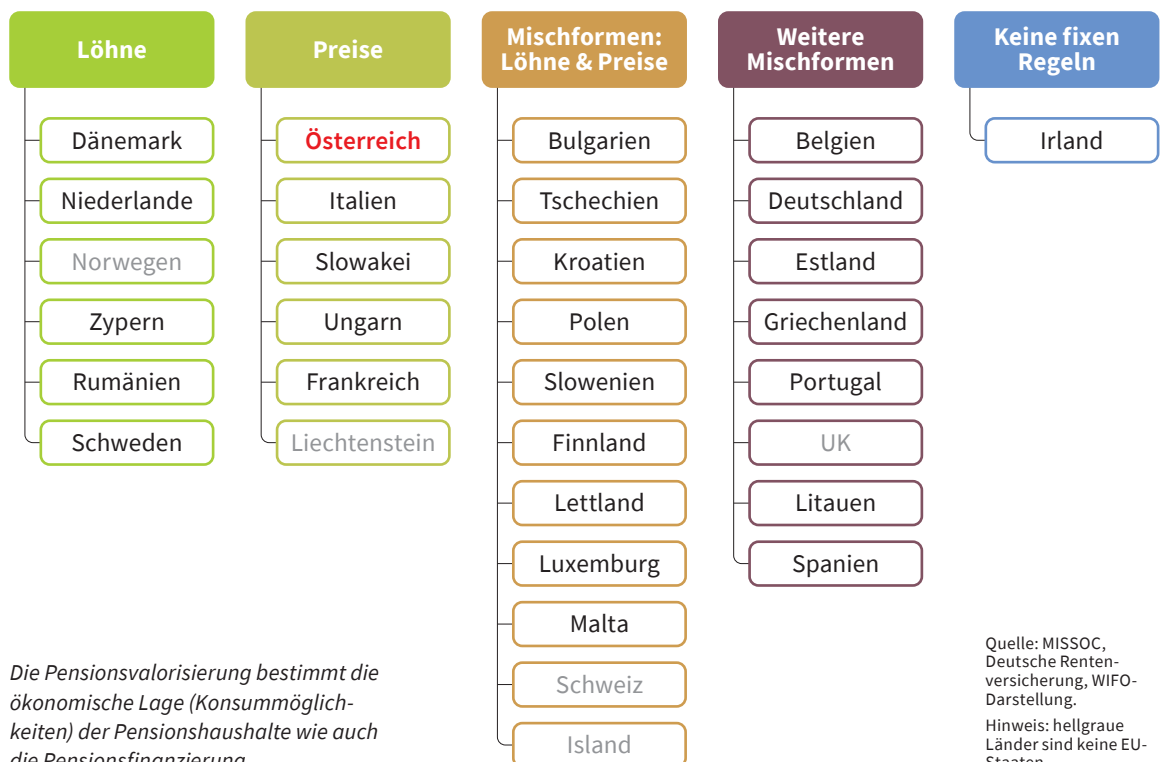 Löhne
Dänemark
Niederlande
Norwegen
Zypern
Rumänien
Schweden
Preise
Österreich
Italien
Slowakei
Ungarn
Frankreich
Liechtenstein
Mischformen:
Löhne & Preise
Bulgarien
Tschechien
Kroatien
Polen
Slowenien
Finnland
Lettland
Luxemburg
Malta
Schweiz
Island
Weitere
Mischformen
Belgien
Deutschland
Estland
Griechenland
Portugal
UK
Litauen
Spanien
Keine fixen
Regeln
Irland
Die Pensionsvalorisierung bestimmt die
ökonomische Lage (Konsummöglich-
keiten) der Pensionshaushalte wie auch
die Pensionsfinanzierung
Quelle: MISSOC,
Deutsche Renten-
versicherung, WIFO-
Darstellung.
Hinweis: hellgraue
Länder sind keine EU-
Staaten